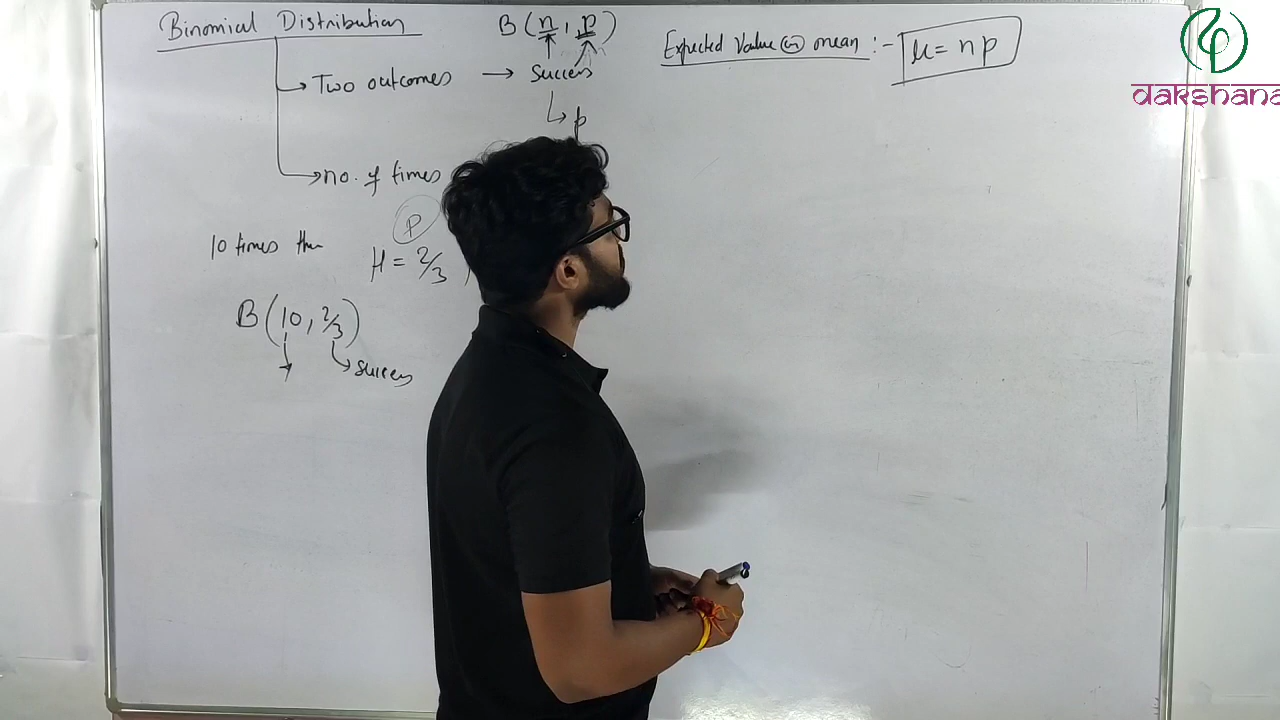 Binomial Distribution
B(n, p)
Two outcomes → Success
p
no. of times
10 times then
P
H = 2/3
B(10, 2/3)
success
Expected Value (or) mean :- μ = np
dakshana